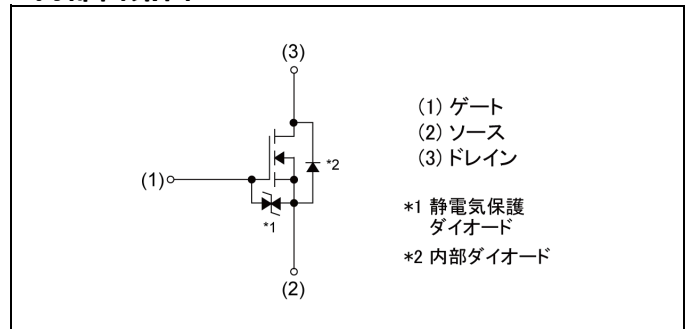 (3)
(1)
*2
*1
(2)
(1) ゲート
(2) ソース
(3) ドレイン
*1 静電気保護
ダイオード
*2 内部ダイオード